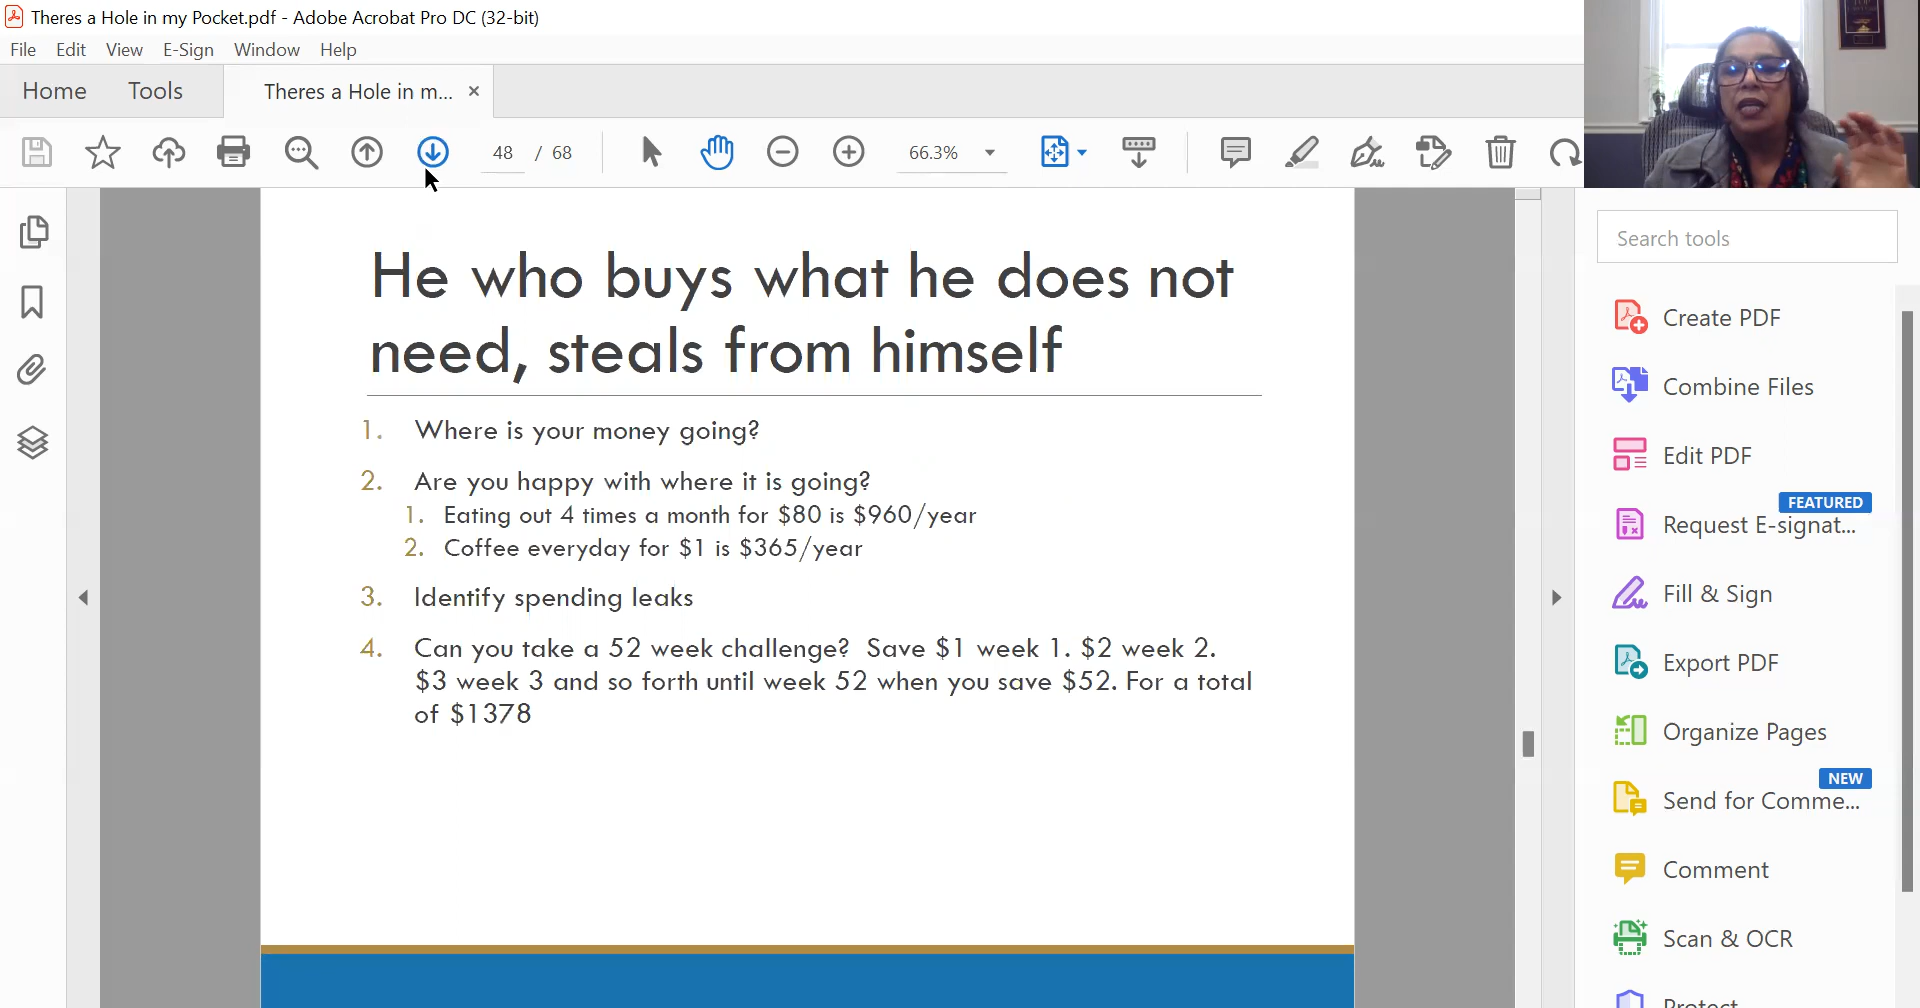 Theres a Hole in my Pocket.pdf - Adobe Acrobat Pro DC (32-bit)
File Edit View E-Sign Window Help
Home Tools Theres a Hole in m... ×
48 / 68 66.3%
Search tools
He who buys what he does not
need, steals from himself
1. Where is your money going?
2. Are you happy with where it is going?
1. Eating out 4 times a month for $80 is $960/year
2. Coffee everyday for $1 is $365/year
3. Identify spending leaks
4. Can you take a 52 week challenge? Save $1 week 1. $2 week 2.
$3 week 3 and so forth until week 52 when you save $52. For a total
of $1378
Create PDF
Combine Files
Edit PDF
FEATURED
Request E-signat...
Fill & Sign
Export PDF
Organize Pages
NEW
Send for Comme...
Comment
Scan & OCR
Protect